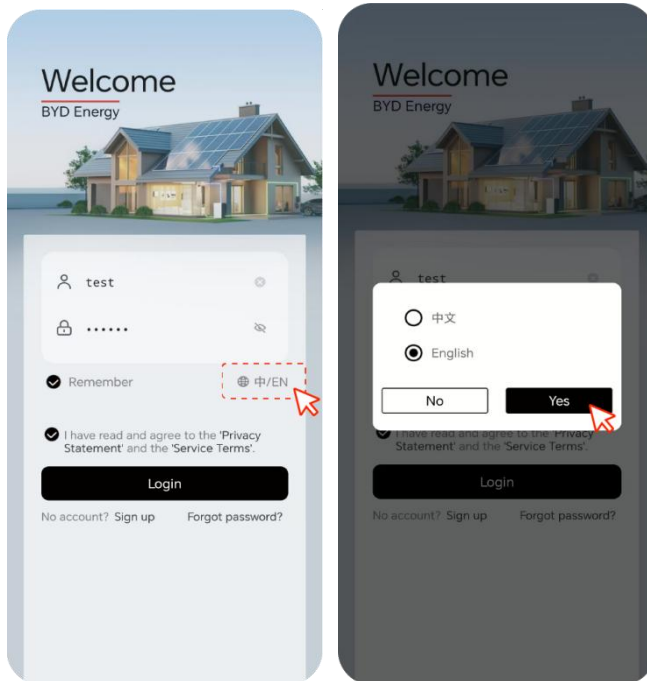 Welcome
BYD Energy
test
••••••
Remember
中/EN
I have read and agree to the 'Privacy
Statement' and the 'Service Terms'.
Login
No account? Sign up
Forgot password?
Welcome
BYD Energy
test
中文
English
No
Yes
I have read and agree to the 'Privacy
Statement' and the 'Service Terms'.
Login
No account? Sign up
Forgot password?